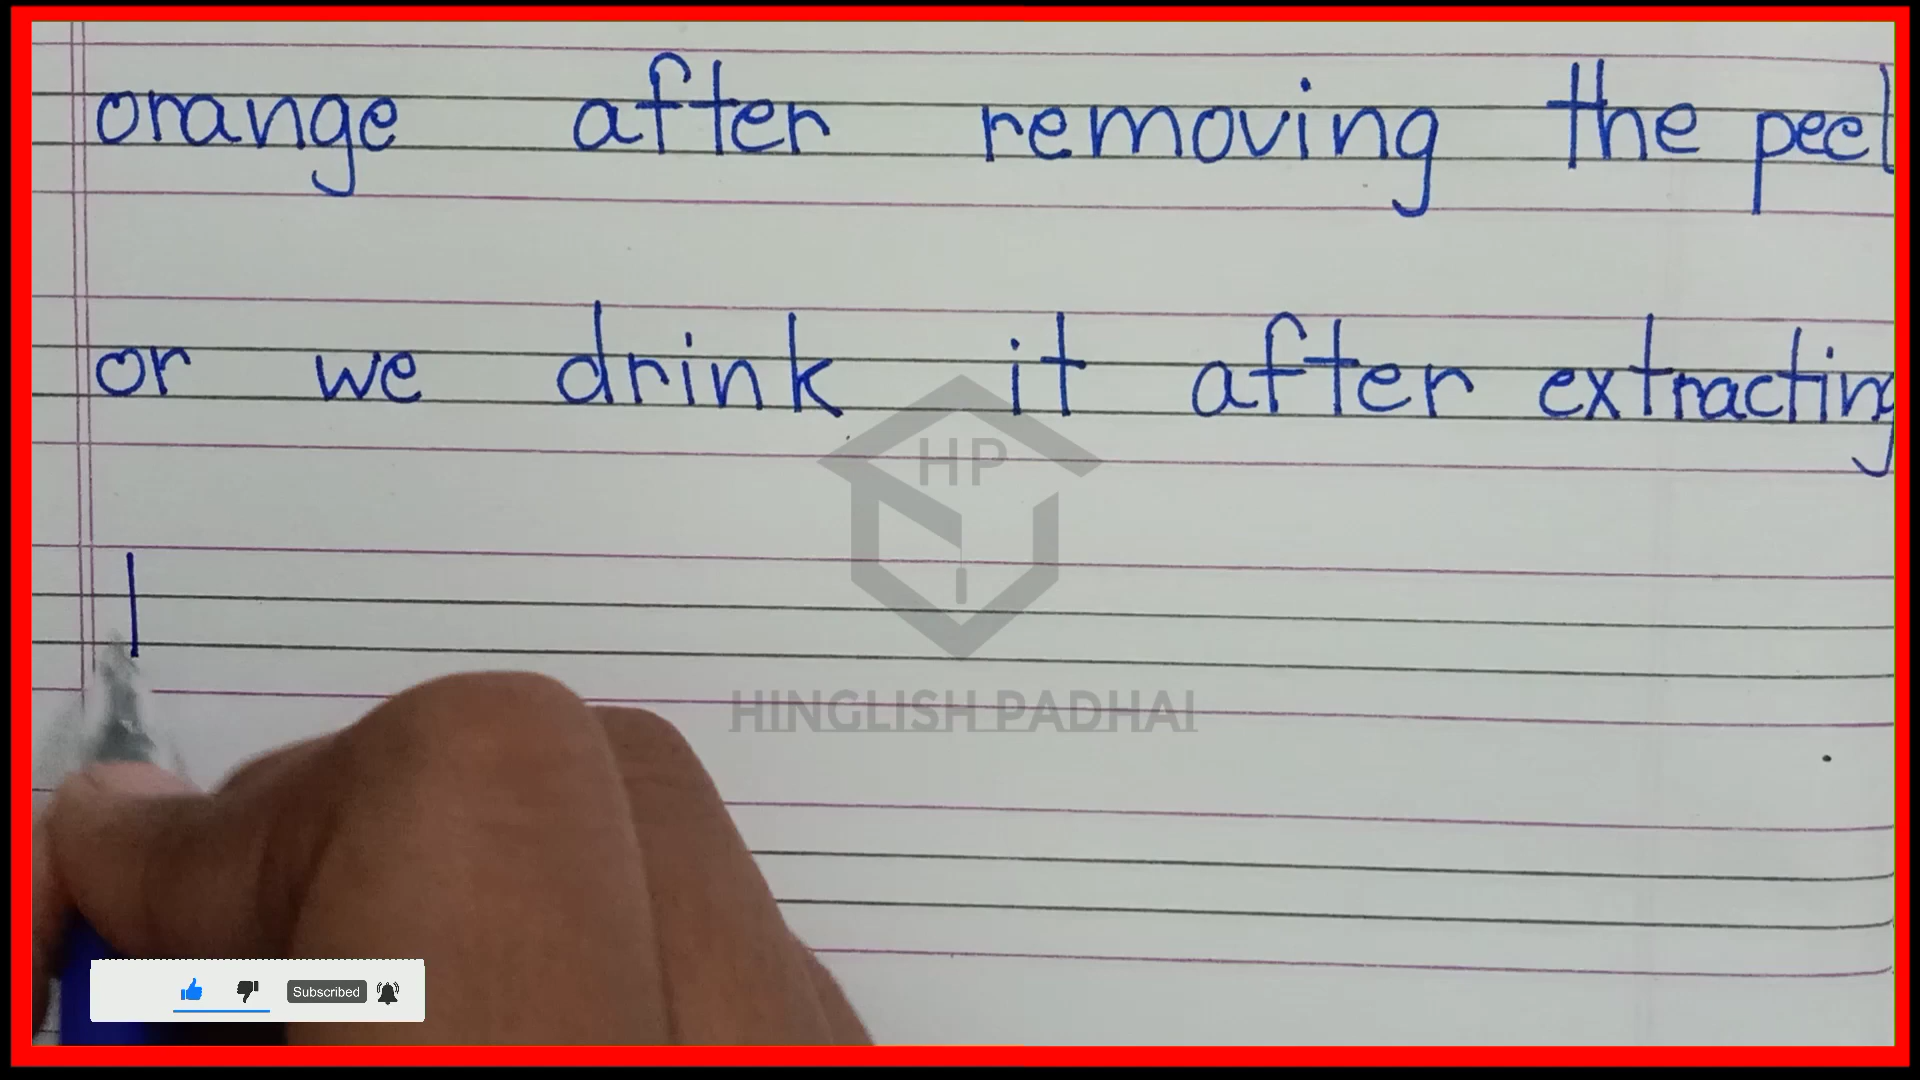 orange after removing the peel
or we drink it after extracting
HP
HINGLISH PADHAI
Subscribed